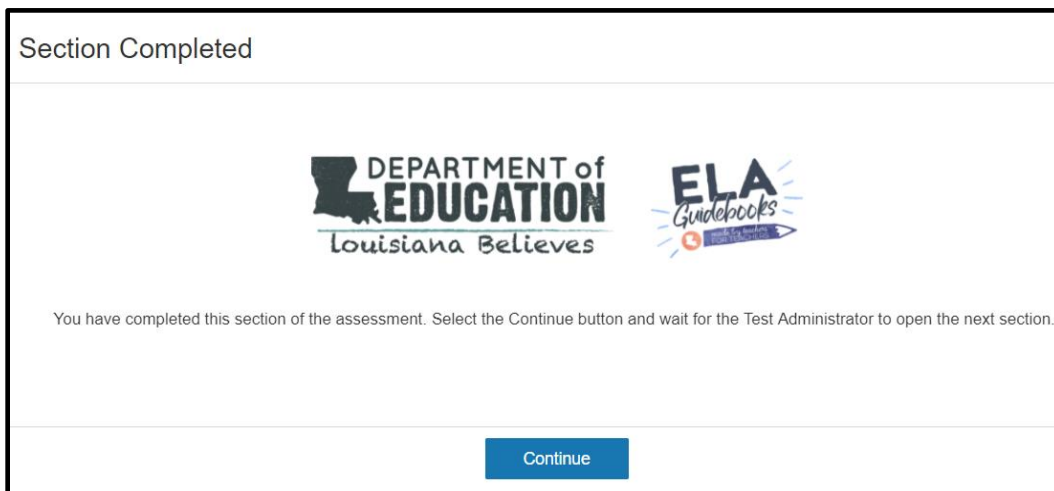 Section Completed
DEPARTMENT of
EDUCATION
Louisiana Believes
ELA
Guidebooks
made by teachers
FOR TEACHERS
You have completed this section of the assessment. Select the Continue button and wait for the Test Administrator to open the next section.
Continue